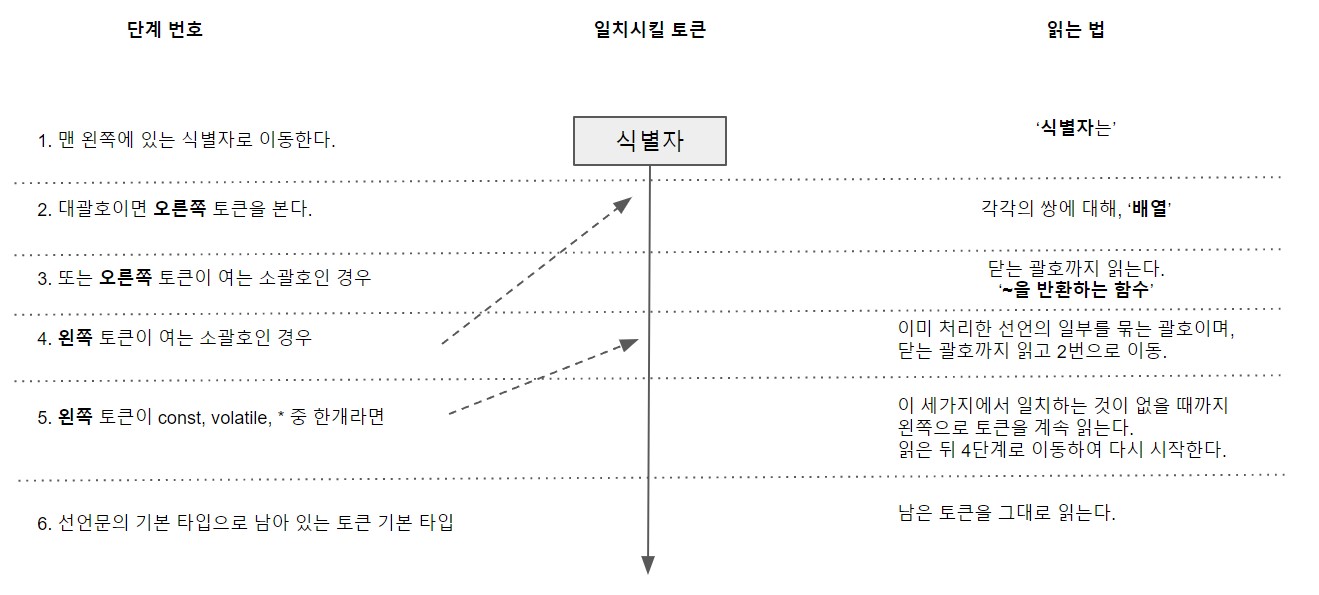 단계 번호
일치시킬 토큰
읽는 법
1. 맨 왼쪽에 있는 식별자로 이동한다.
식별자
‘식별자는’
2. 대괄호이면 오른쪽 토큰을 본다.
각각의 쌍에 대해, ‘배열’
3. 또는 오른쪽 토큰이 여는 소괄호인 경우
닫는 괄호까지 읽는다.
‘~을 반환하는 함수’
4. 왼쪽 토큰이 여는 소괄호인 경우
이미 처리한 선언의 일부를 묶는 괄호이며,
닫는 괄호까지 읽고 2번으로 이동.
5. 왼쪽 토큰이 const, volatile, * 중 한개라면
이 세가지에서 일치하는 것이 없을 때까지
왼쪽으로 토큰을 계속 읽는다.
읽은 뒤 4단계로 이동하여 다시 시작한다.
6. 선언문의 기본 타입으로 남아 있는 토큰 기본 타입
남은 토큰을 그대로 읽는다.